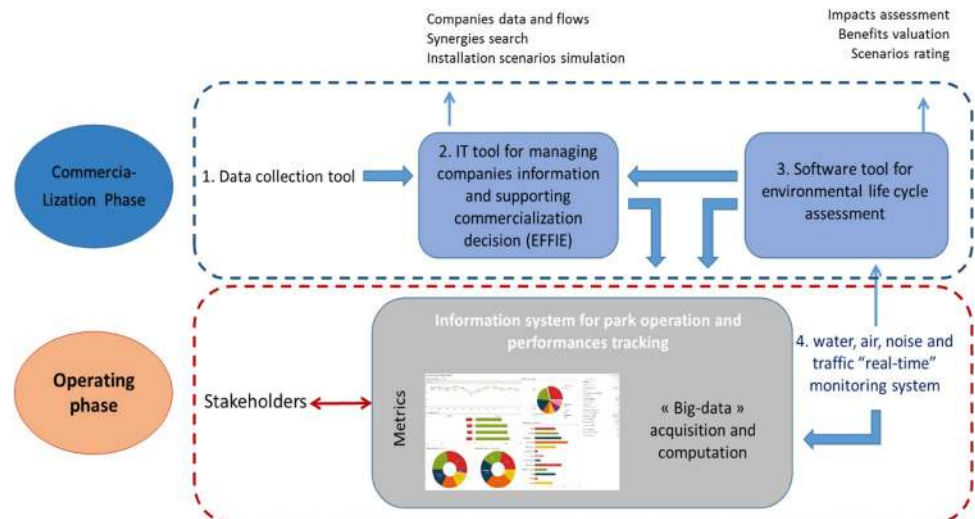 Companies data and flows
Synergies search
Installation scenarios simulation
Impacts assessment
Benefits valuation
Scenarios rating
Commercia-
Lization Phase
1. Data collection tool
2. IT tool for managing
companies information
and supporting
commercialization
decision (EFFIE)
3. Software tool for
environmental life cycle
assessment
Operating
phase
Stakeholders
Information system for park operation and
performances tracking
Metrics
« Big-data »
acquisition and
computation
4. water, air, noise and
traffic “real-time”
monitoring system